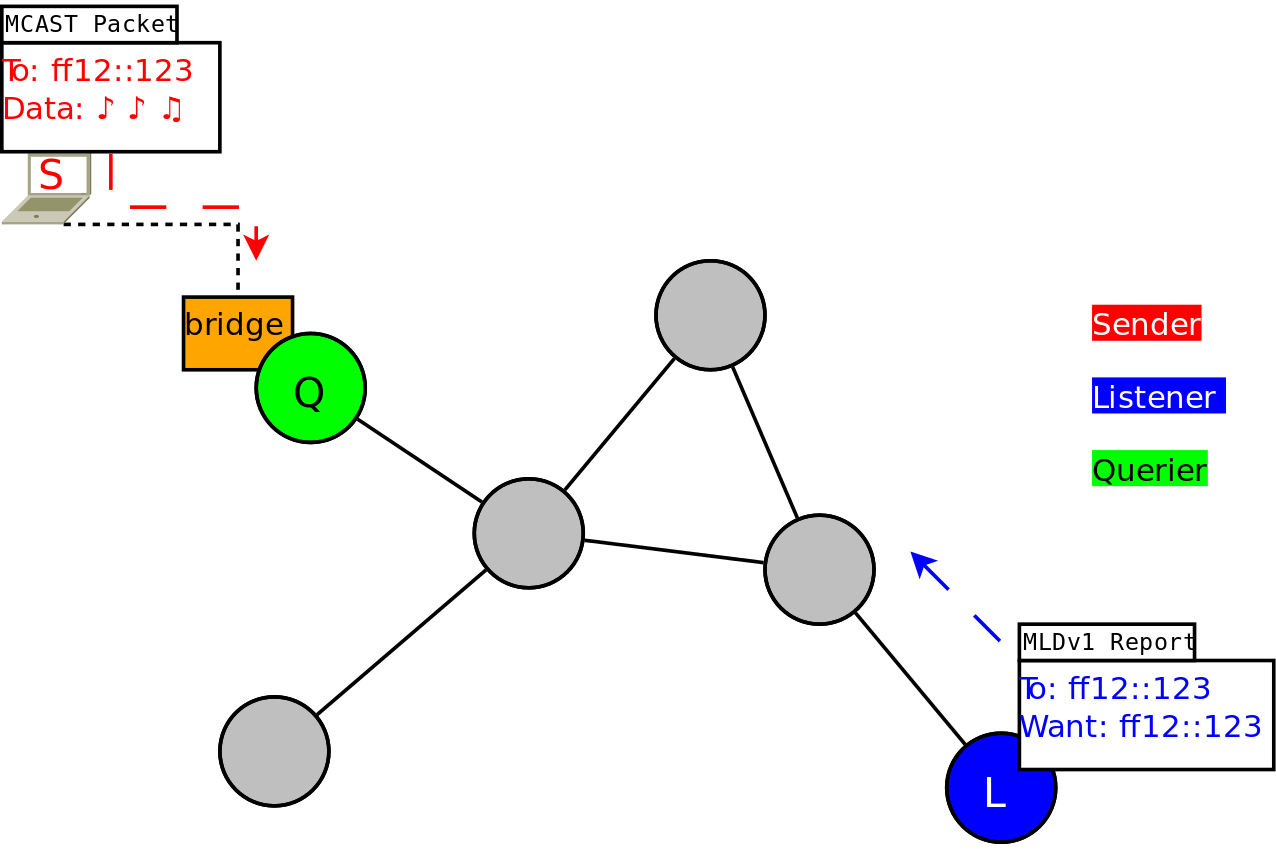 MCAST Packet
To: ff12::123
Data: ♪ ♪ ♫
S
bridge
Q
Sender
Listener
Querier
MLDv1 Report
To: ff12::123
Want: ff12::123
L